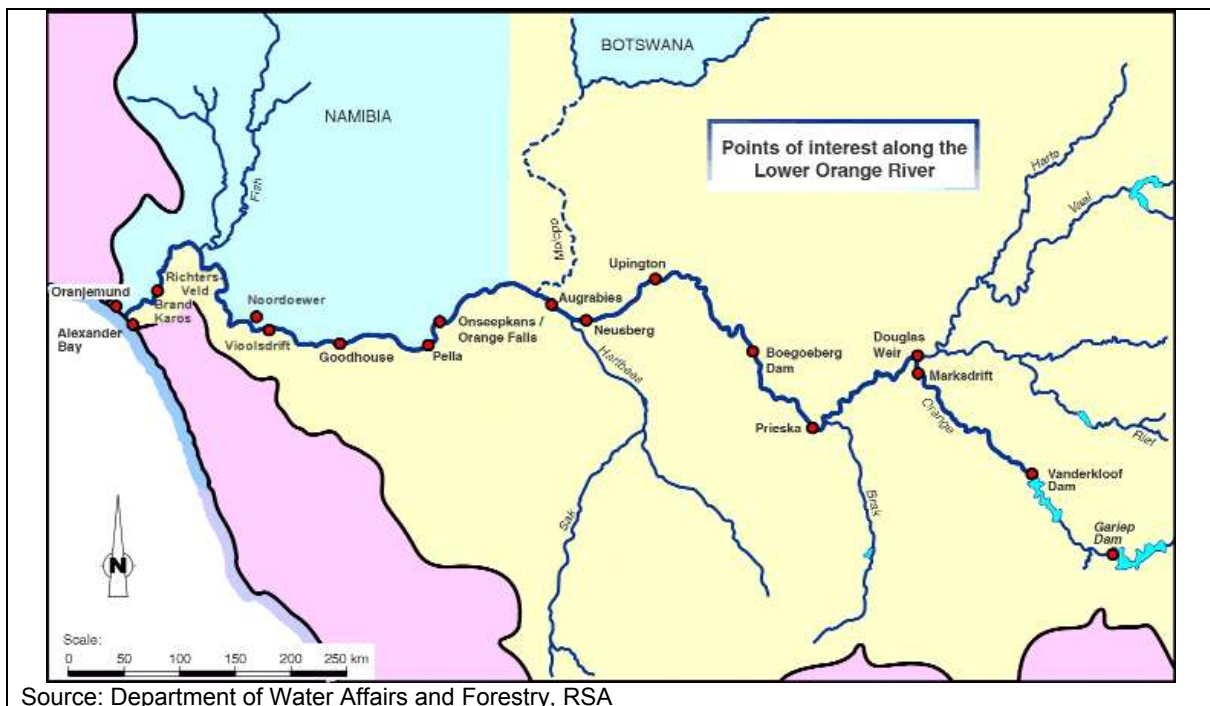 BOTSWANA
NAMIBIA
Points of interest along the
Lower Orange River
Harts
Vaal
Fish
Molopo
Upington
Oranjemund
Richters-
Veld
Brand
Karos
Noordoewer
Augrabies
Alexander
Bay
Vioolsdrift
Goodhouse
Pella
Onseepkans /
Orange Falls
Neusberg
Hartbees
Boegoeberg
Dam
Douglas
Weir
Marksdrift
Prieska
Orange
Riet
Vanderkloof
Dam
Sak
Brak
Gariep
Dam
N
Scale:
0 50 100 150 200 250 km
Source: Department of Water Affairs and Forestry, RSA